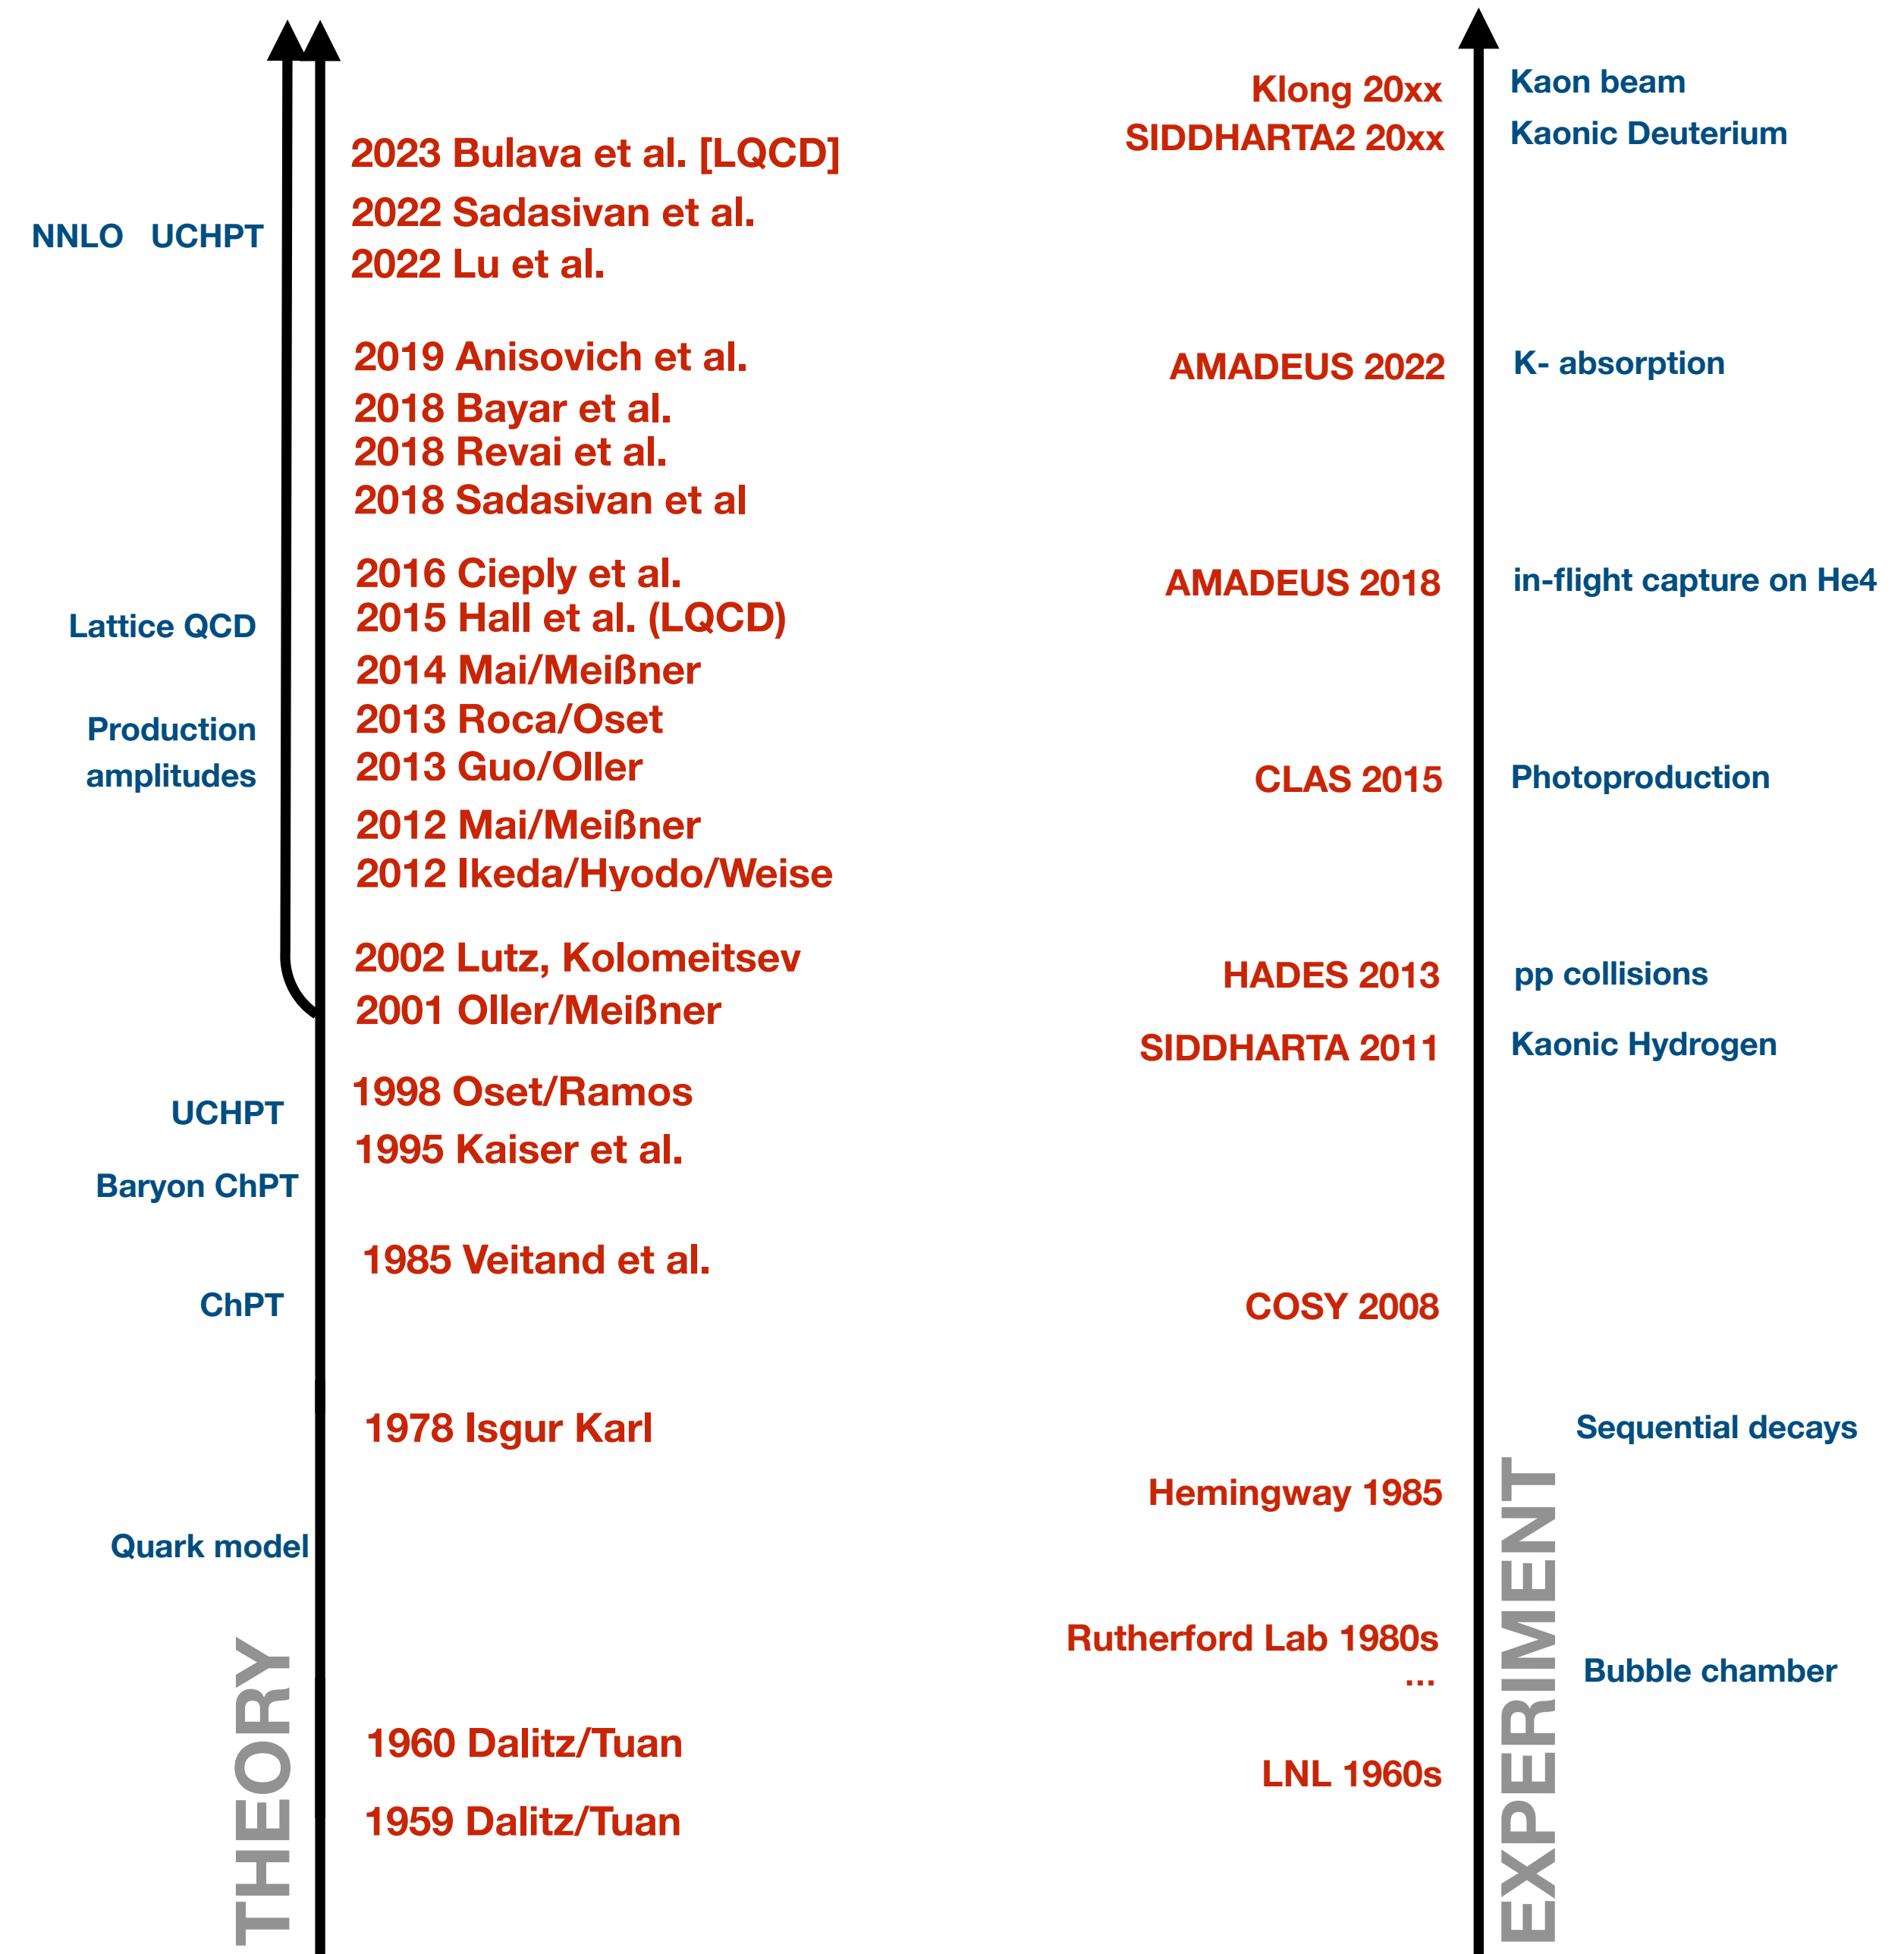 NNLO UCHPT
Lattice QCD
Production
amplitudes
UCHPT
Baryon ChPT
ChPT
Quark model
THEORY
2023 Bulava et al. [LQCD]
2022 Sadasivan et al.
2022 Lu et al.
2019 Anisovich et al.
2018 Bayar et al.
2018 Revai et al.
2018 Sadasivan et al
2016 Cieply et al.
2015 Hall et al. (LQCD)
2014 Mai/Meißner
2013 Roca/Oset
2013 Guo/Oller
2012 Mai/Meißner
2012 Ikeda/Hyodo/Weise
2002 Lutz, Kolomeitsev
2001 Oller/Meißner
1998 Oset/Ramos
1995 Kaiser et al.
1985 Veitand et al.
1978 Isgur Karl
1960 Dalitz/Tuan
1959 Dalitz/Tuan
Klong 20xx
SIDDHARTA2 20xx
AMADEUS 2022
AMADEUS 2018
CLAS 2015
HADES 2013
SIDDHARTA 2011
COSY 2008
Hemingway 1985
Rutherford Lab 1980s
...
LNL 1960s
Kaon beam
Kaonic Deuterium
K- absorption
in-flight capture on He4
Photoproduction
pp collisions
Kaonic Hydrogen
Sequential decays
Bubble chamber
EXPERIMENT